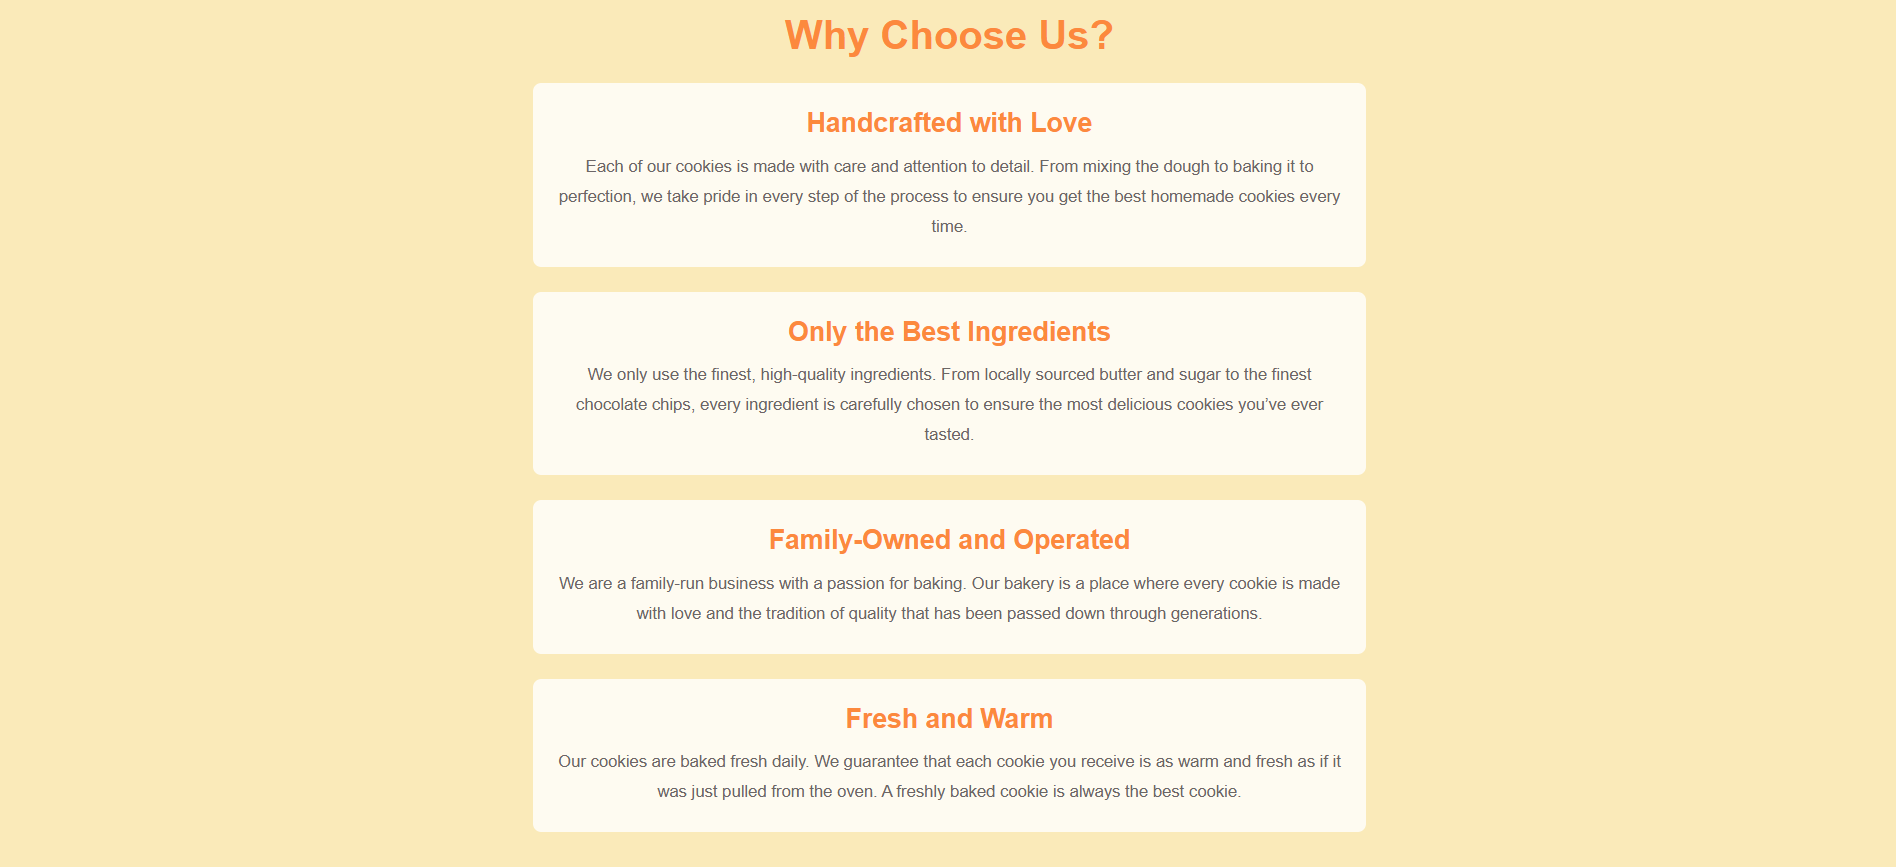 Why Choose Us?
Handcrafted with Love
Each of our cookies is made with care and attention to detail. From mixing the dough to baking it to
perfection, we take pride in every step of the process to ensure you get the best homemade cookies every
time.
Only the Best Ingredients
We only use the finest, high-quality ingredients. From locally sourced butter and sugar to the finest
chocolate chips, every ingredient is carefully chosen to ensure the most delicious cookies you’ve ever
tasted.
Family-Owned and Operated
We are a family-run business with a passion for baking. Our bakery is a place where every cookie is made
with love and the tradition of quality that has been passed down through generations.
Fresh and Warm
Our cookies are baked fresh daily. We guarantee that each cookie you receive is as warm and fresh as if it
was just pulled from the oven. A freshly baked cookie is always the best cookie.